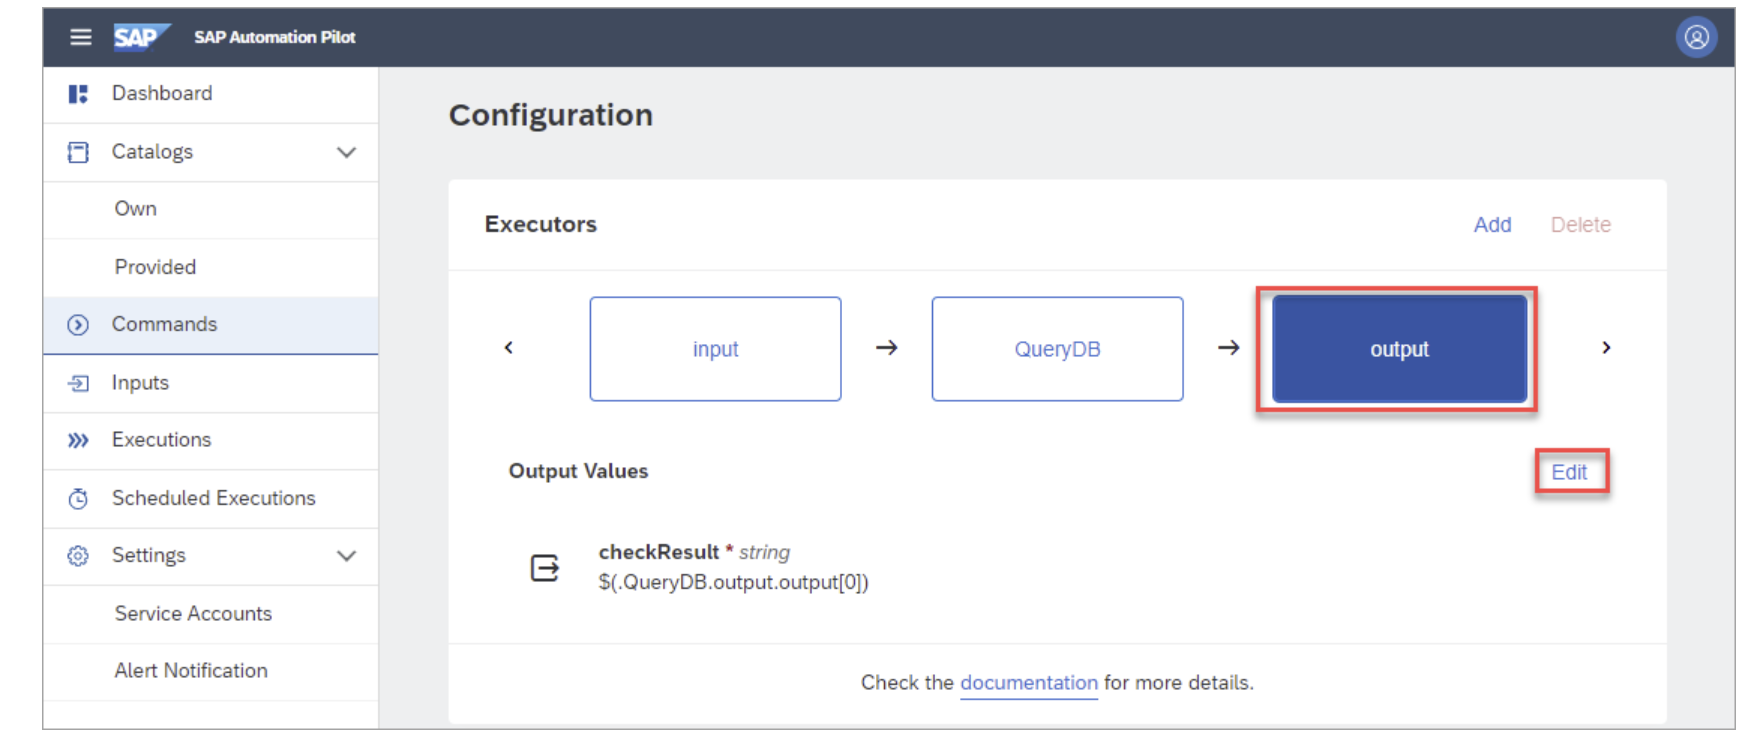 SAP SAP Automation Pilot
Dashboard
Catalogs
Own
Provided
Commands
Inputs
Executions
Scheduled Executions
Settings
Service Accounts
Alert Notification
Configuration
Executors
Add Delete
input
QueryDB
output
Output Values
Edit
checkResult * string
$(.QueryDB.output.output[0])
Check the documentation for more details.